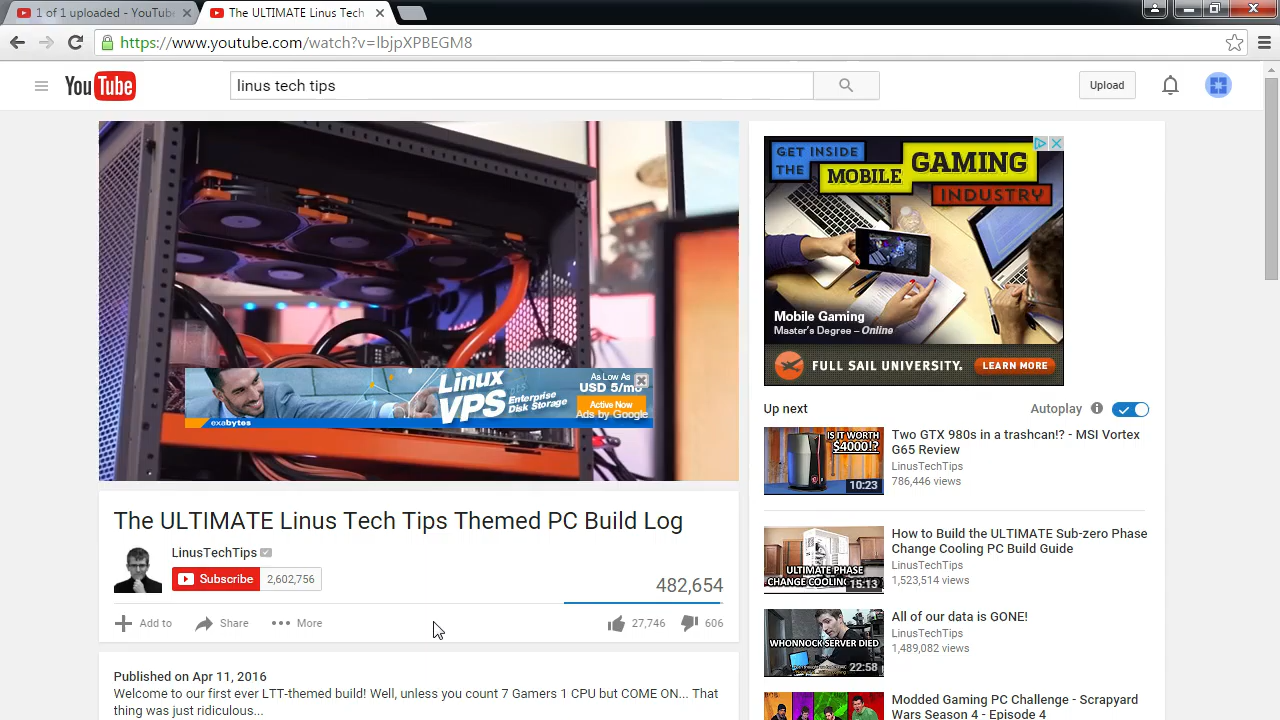 1 of 1 uploaded - YouTub
The ULTIMATE Linus Tech
https://www.youtube.com/watch?v=lbjpXPBEGM8
YouTube
linus tech tips
Upload
GET INSIDE
THE MOBILE GAMING
INDUSTRY
Mobile Gaming
Master's Degree – Online
FULL SAIL UNIVERSITY.
LEARN MORE
Linux
VPS
Enterprise
Disk Storage
As Low As
USD 5/mo
Active Now
Ads by Google
exabytes
Up next
Autoplay
IS IT WORTH
$4000!?
10:23
Two GTX 980s in a trashcan!? - MSI Vortex
G65 Review
LinusTechTips
786,446 views
The ULTIMATE Linus Tech Tips Themed PC Build Log
LinusTechTips
Subscribe
2,602,756
482,654
Add to
Share
More
27,746
606
ULTIMATE PHASE
CHANGE COOLING
15:13
How to Build the ULTIMATE Sub-zero Phase
Change Cooling PC Build Guide
LinusTechTips
1,523,514 views
WHONNOCK SERVER DIED
22:58
All of our data is GONE!
LinusTechTips
1,489,082 views
Modded Gaming PC Challenge - Scrapyard
Wars Season 4 - Episode 4
Published on Apr 11, 2016
Welcome to our first ever LTT-themed build! Well, unless you count 7 Gamers 1 CPU but COME ON... That
thing was just ridiculous...